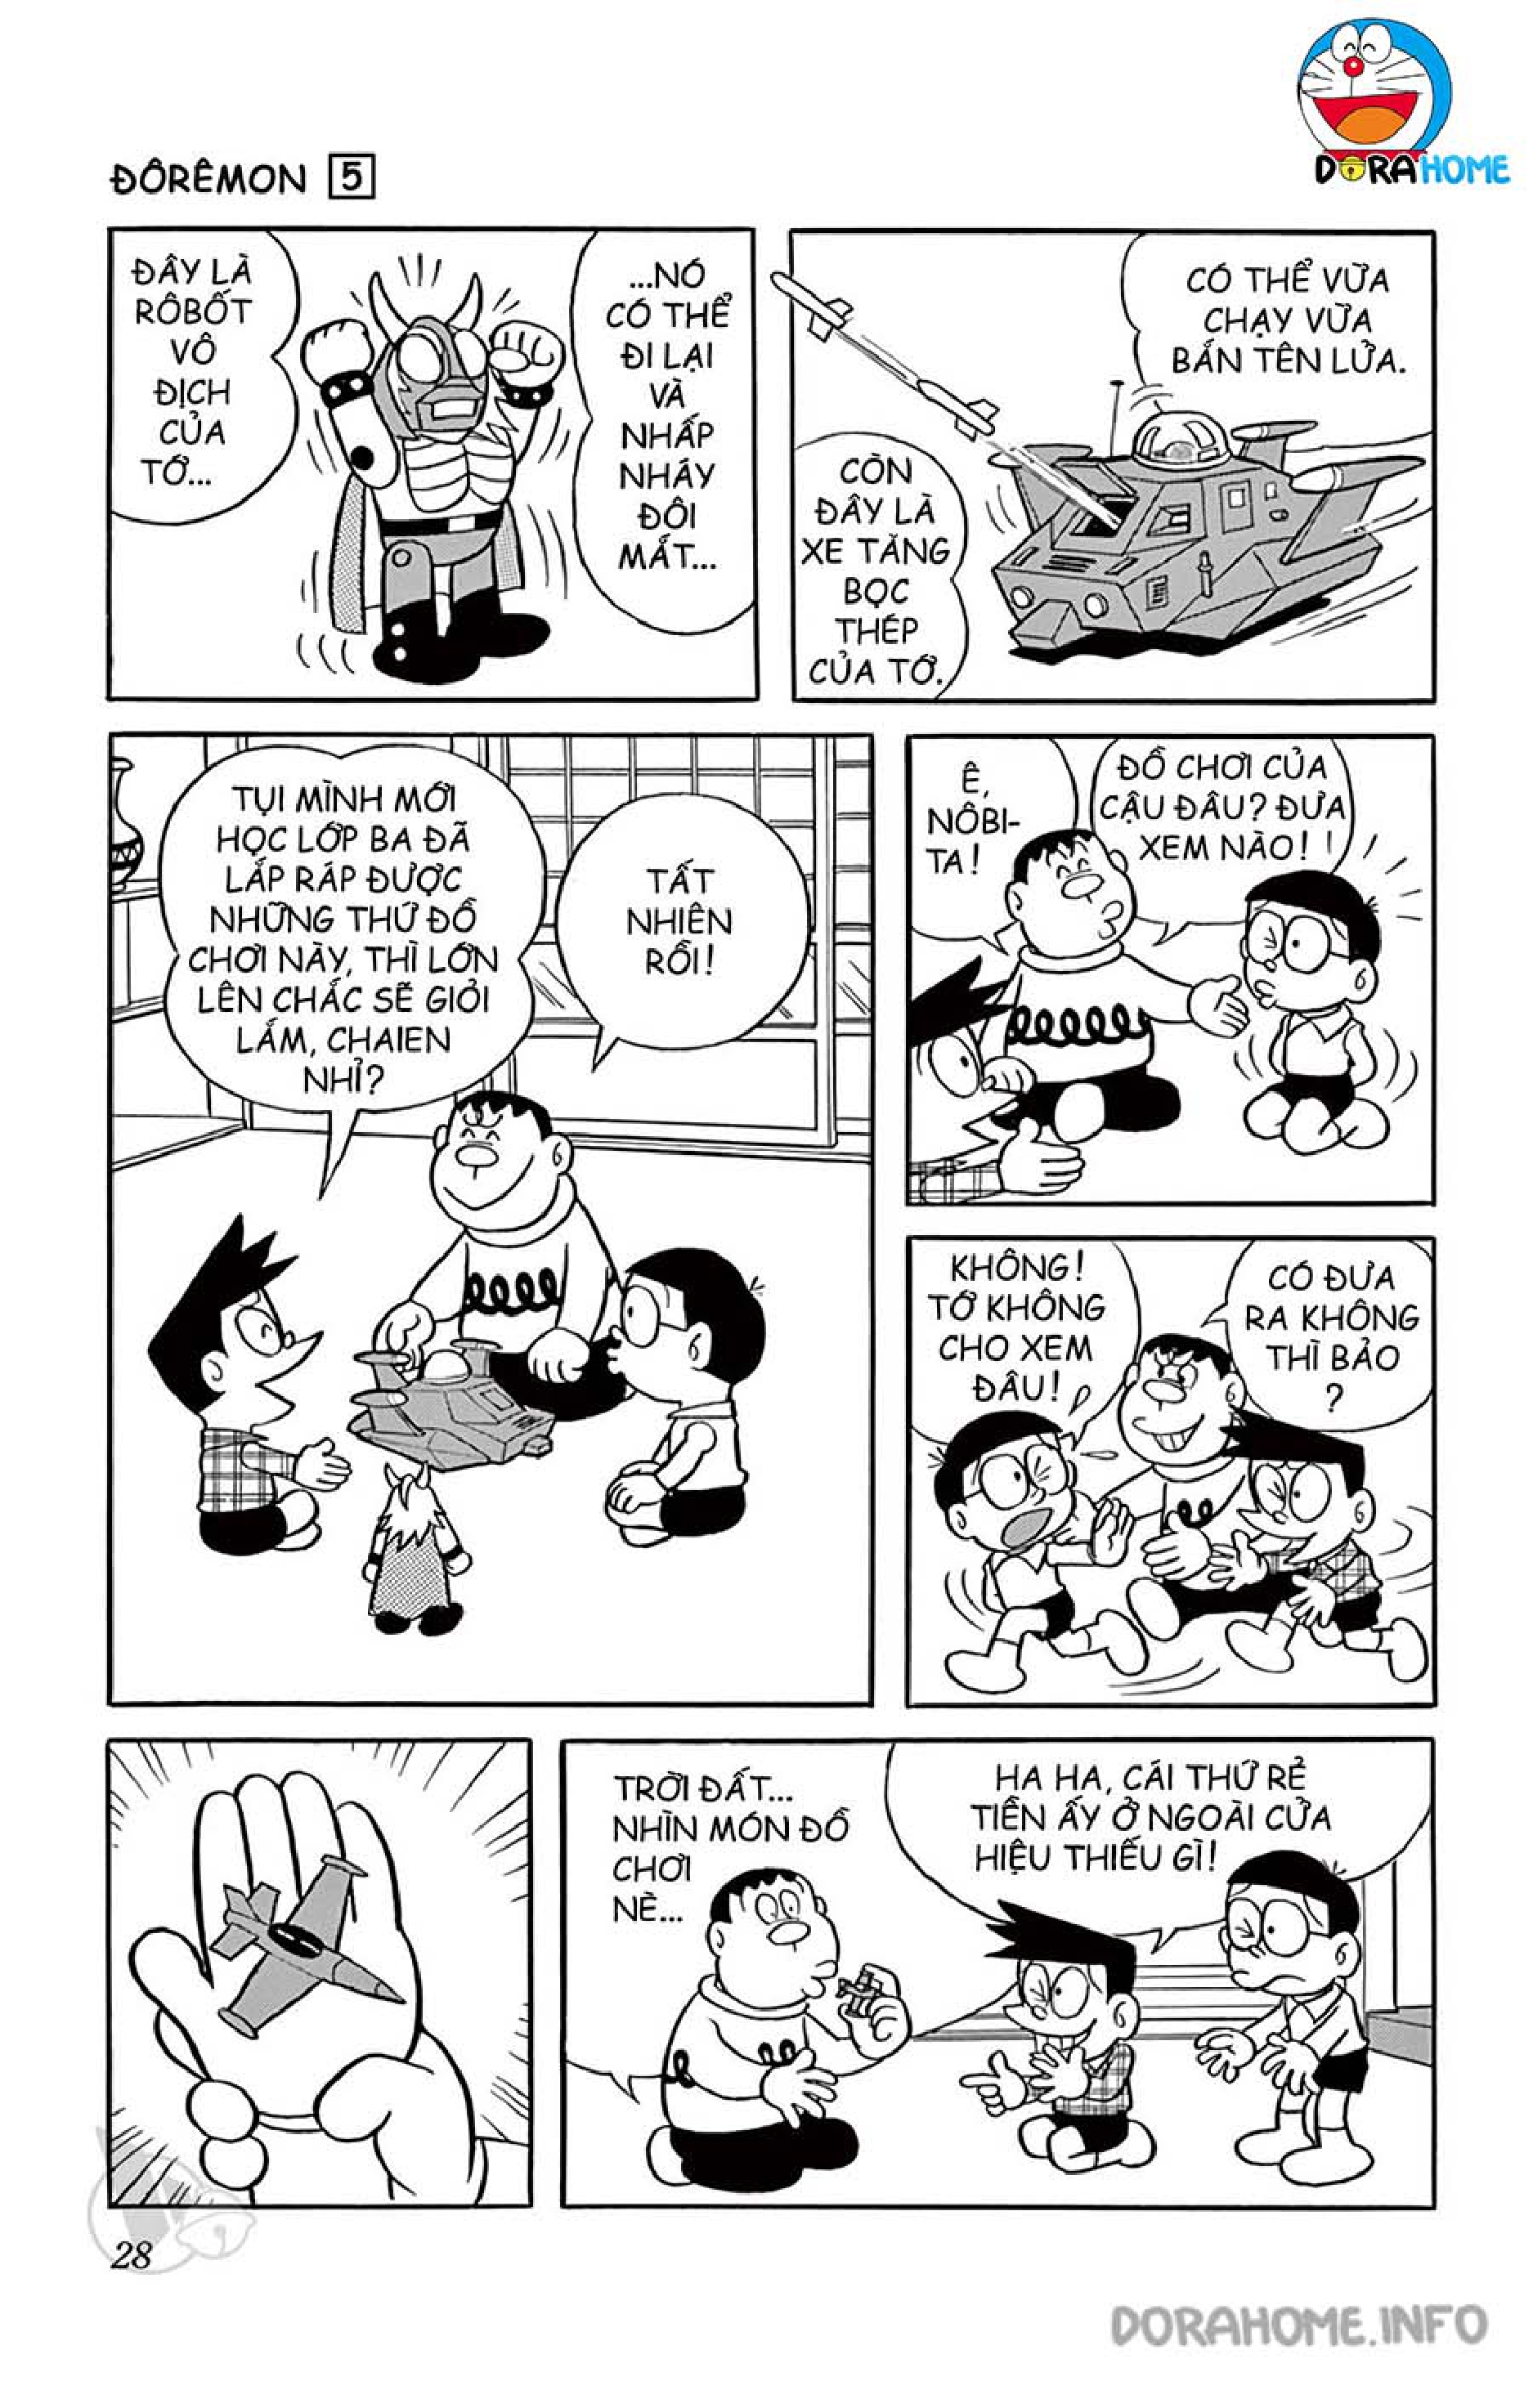 DORAHOME
ĐÔRÊMON 5
ĐÂY LÀ
RÔBỐT
VÔ
ĐỊCH
CỦA
TỚ...
...NÓ
CÓ THỂ
ĐI LẠI
VÀ
NHẤP
NHÁY
ĐÔI
MẮT...
CÒN
ĐÂY LÀ
XE TĂNG
BỌC
THÉP
CỦA TỚ.
CÓ THỂ VỪA
CHẠY VỪA
BẮN TÊN LỬA.
TỤI MÌNH MỚI
HỌC LỚP BA ĐÃ
LẮP RÁP ĐƯỢC
NHỮNG THỨ ĐỒ
CHƠI NÀY, THÌ LỚN
LÊN CHẮC SẼ GIỎI
LẮM, CHAIEN
NHỈ?
TẤT
NHIÊN
RỒI!
Ê,
NÔBI-
TA!
ĐỒ CHƠI CỦA
CẬU ĐÂU? ĐƯA
XEM NÀO!
KHÔNG!
TỚ KHÔNG
CHO XEM
ĐÂU!
CÓ ĐƯA
RA KHÔNG
THÌ BẢO
?
TRỜI ĐẤT...
NHÌN MÓN ĐỒ
CHƠI
NÈ...
HA HA, CÁI THỨ RẺ
TIỀN ẤY Ở NGOÀI CỬA
HIỆU THIẾU GÌ!
28
DORAHOME.INFO